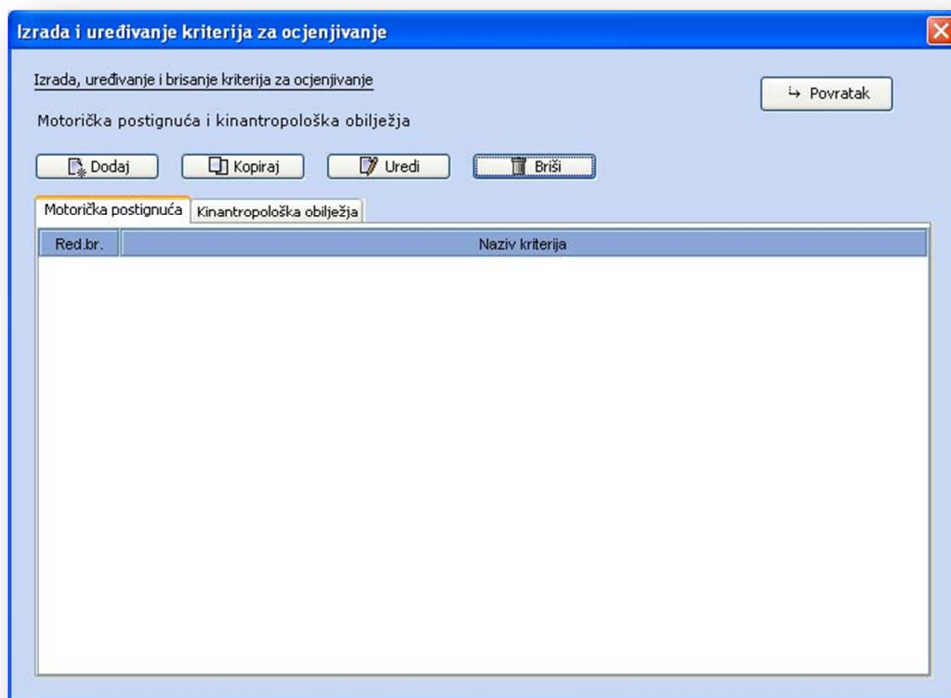 Izrada i uređivanje kriterija za ocjenjivanje
Izrada, uređivanje i brisanje kriterija za ocjenjivanje
Povratak
Motorička postignuća i kinantropološka obilježja
Dodaj Kopiraj Uredi Briši
Motorička postignuća Kinantropološka obilježja
Red.br. Naziv kriterija